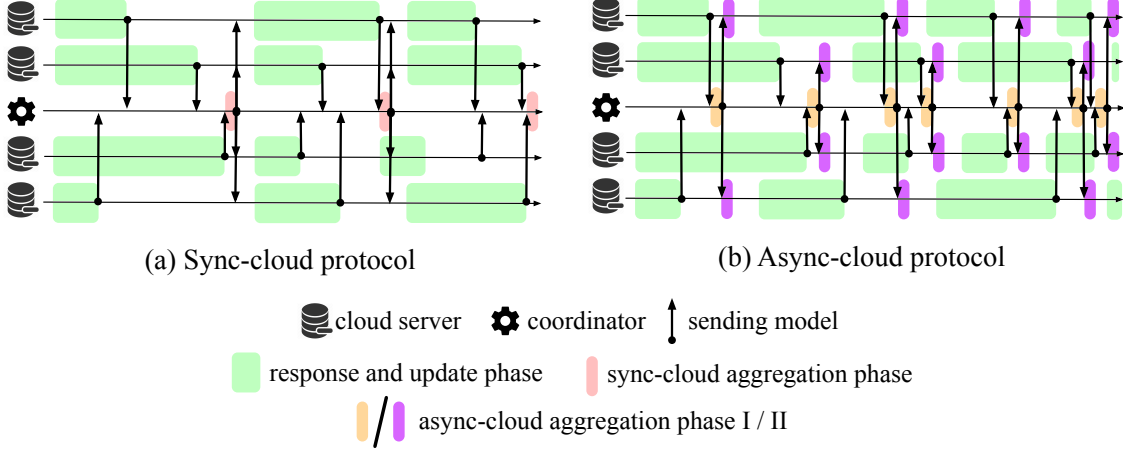 (a) Sync-cloud protocol
(b) Async-cloud protocol
cloud server
coordinator
sending model
response and update phase
sync-cloud aggregation phase
async-cloud aggregation phase I / II